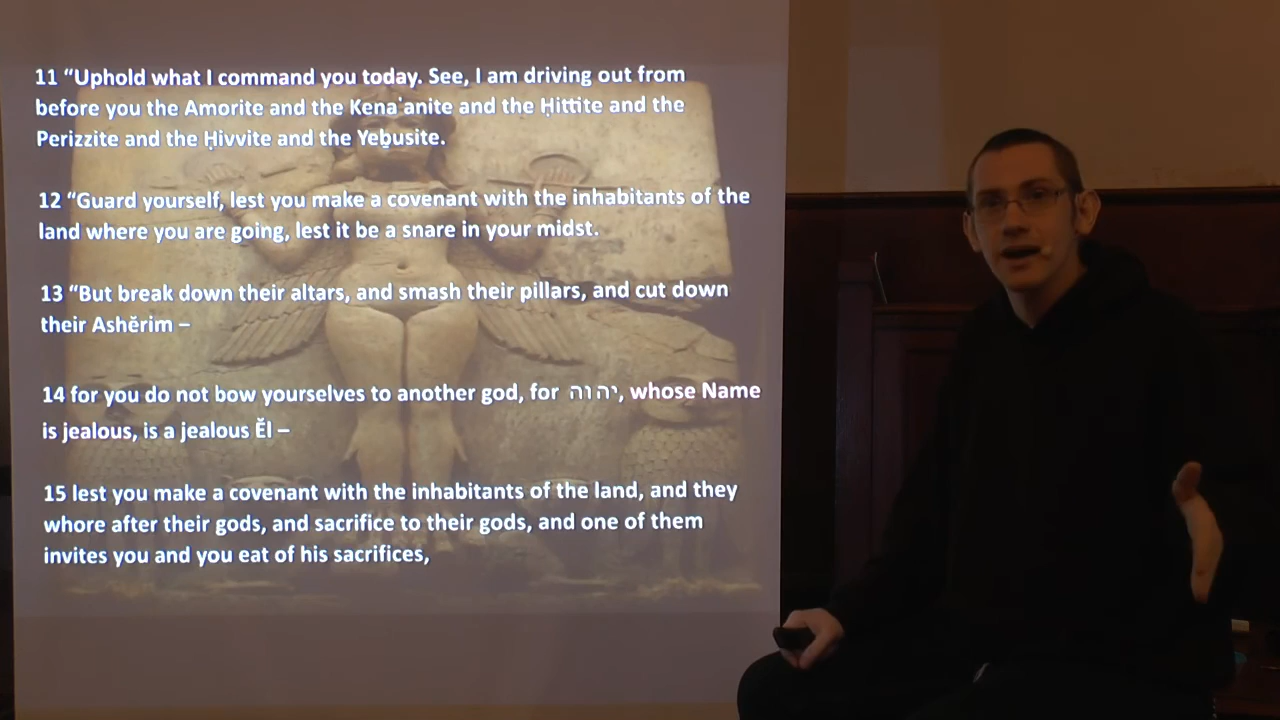 11 “Uphold what I command you today. See, I am driving out from
before you the Amorite and the Kenaʽanite and the Ḥittite and the
Perizzite and the Ḥivvite and the Yeḇusite.
12 “Guard yourself, lest you make a covenant with the inhabitants of the
land where you are going, lest it be a snare in your midst.
13 “But break down their altars, and smash their pillars, and cut down
their Ashĕrim –
14 for you do not bow yourselves to another god, for יהוה, whose Name
is jealous, is a jealous Ĕl –
15 lest you make a covenant with the inhabitants of the land, and they
whore after their gods, and sacrifice to their gods, and one of them
invites you and you eat of his sacrifices,